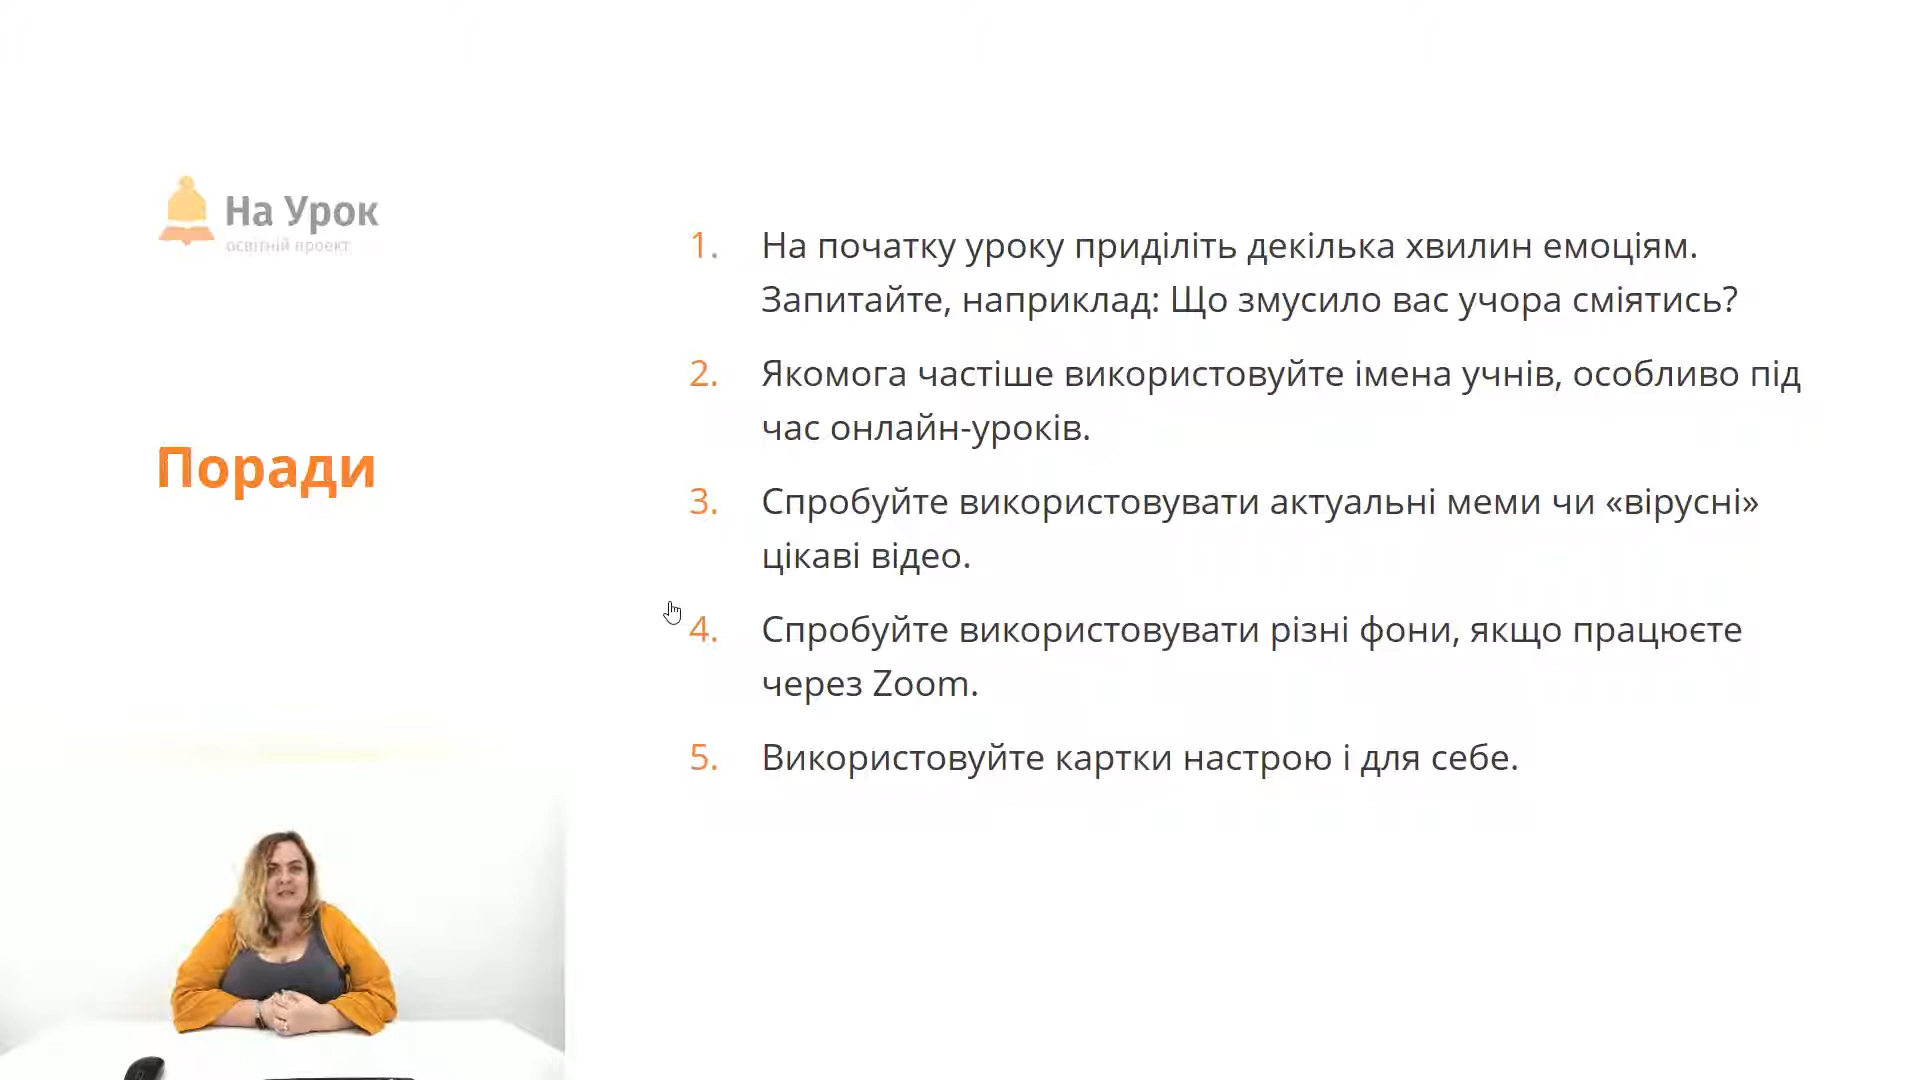 На Урок
освітній проект
Поради
1. На початку уроку приділіть декілька хвилин емоціям.
Запитайте, наприклад: Що змусило вас учора сміятись?
2. Якомога частіше використовуйте імена учнів, особливо під
час онлайн-уроків.
3. Спробуйте використовувати актуальні меми чи «вірусні»
цікаві відео.
4. Спробуйте використовувати різні фони, якщо працюєте
через Zoom.
5. Використовуйте картки настрою і для себе.